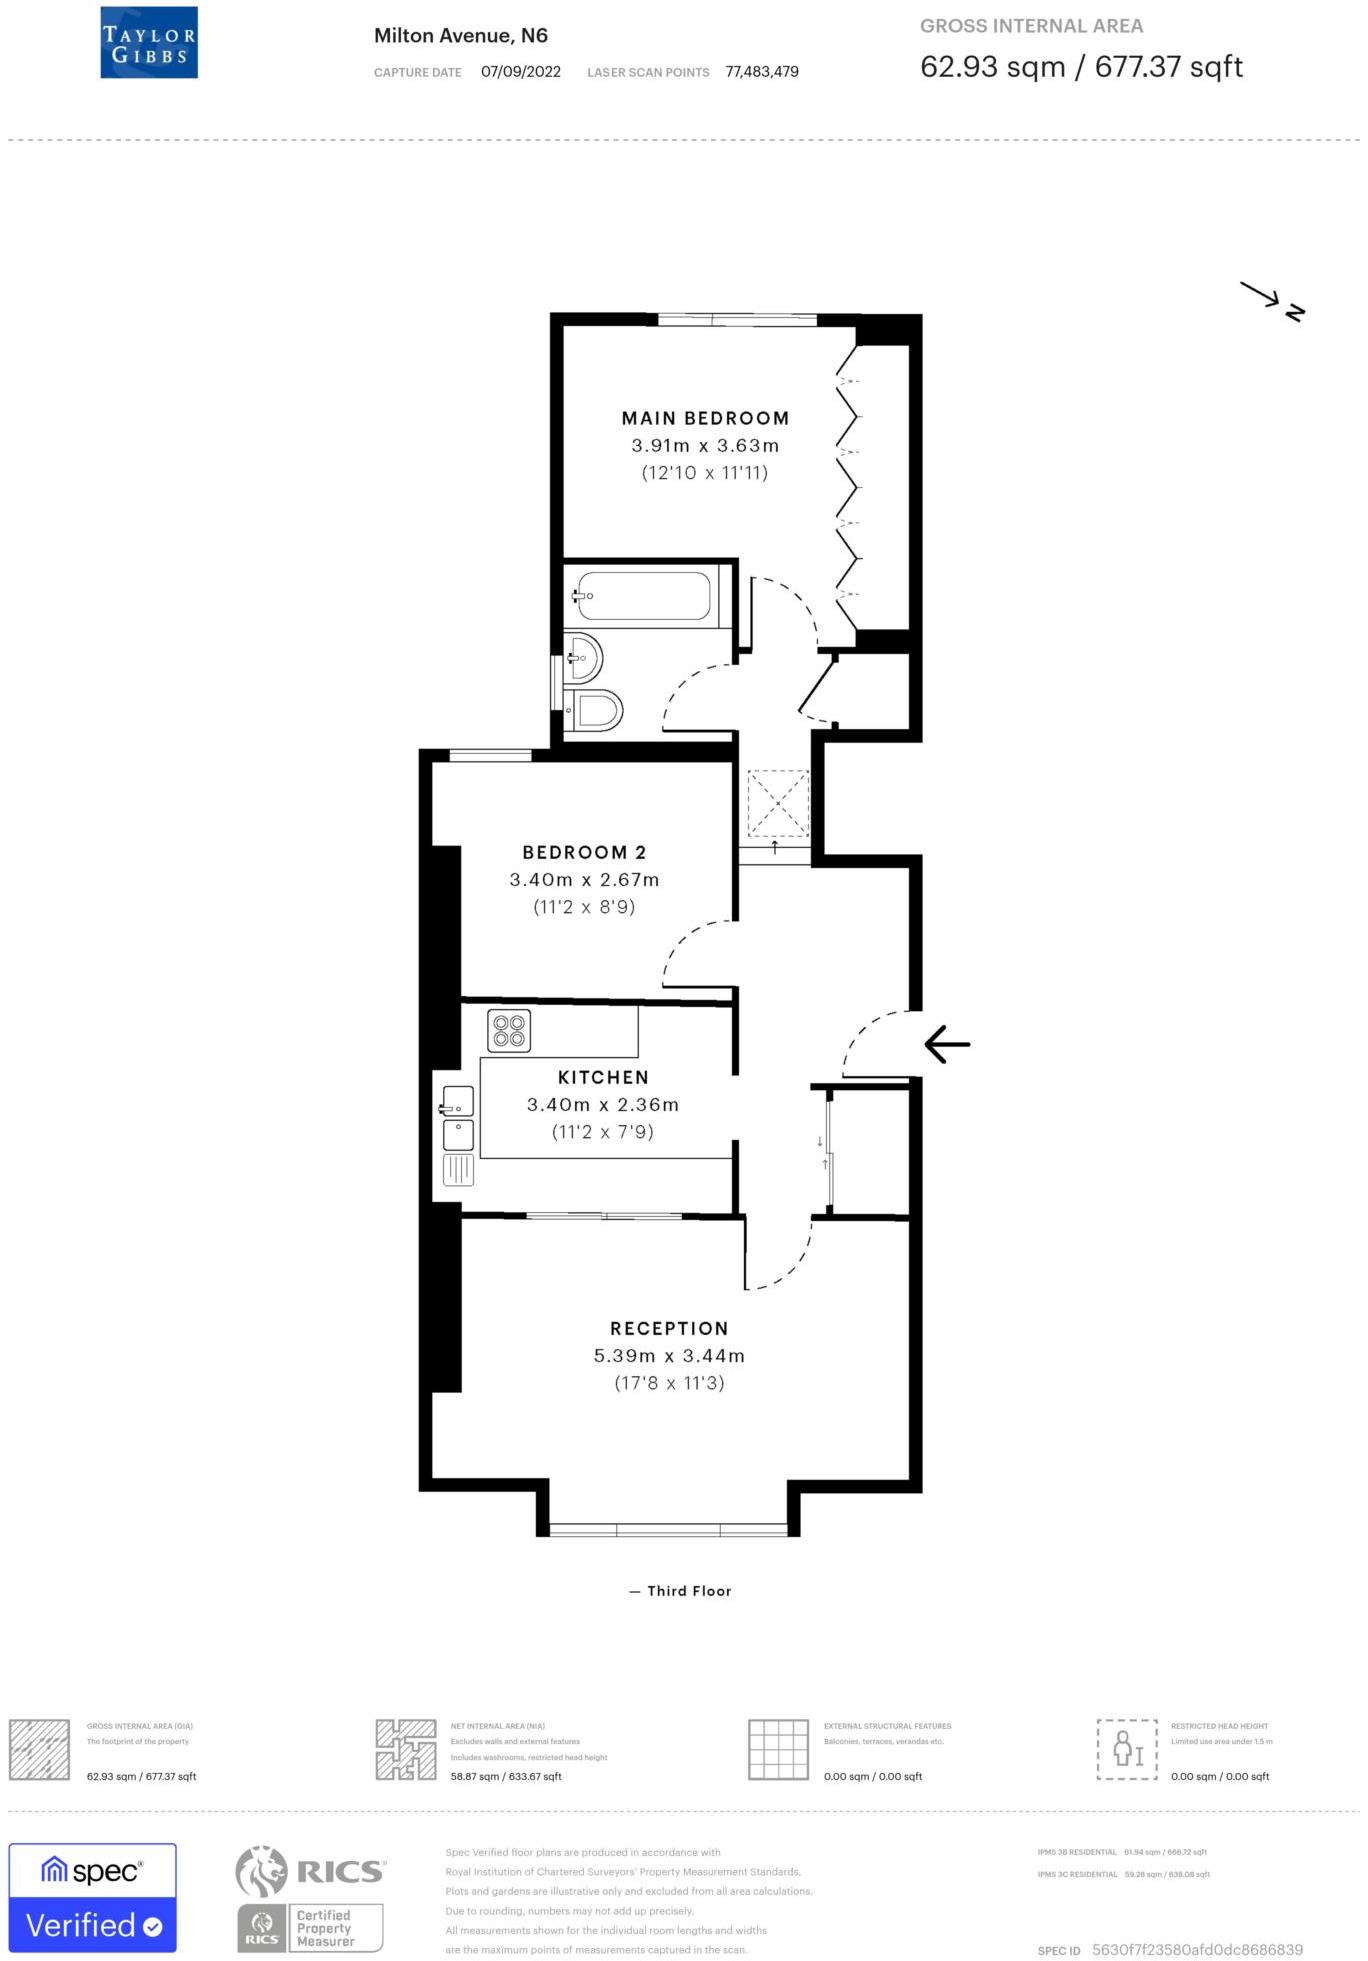 TAYLOR
GIBBS
Milton Avenue, N6
CAPTURE DATE 07/09/2022 LASER SCAN POINTS 77,483,479
GROSS INTERNAL AREA
62.93 sqm / 677.37 sqft
N
MAIN BEDROOM
3.91m x 3.63m
(12'10 x 11'11)
BEDROOM 2
3.40m x 2.67m
(11'2 x 8'9)
KITCHEN
3.40m x 2.36m
(11'2 x 7'9)
RECEPTION
5.39m x 3.44m
(17'8 x 11'3)
— Third Floor
GROSS INTERNAL AREA (GIA)
The footprint of the property
62.93 sqm / 677.37 sqft
NET INTERNAL AREA (NIA)
Excludes walls and external features
Includes washrooms, restricted head height
58.87 sqm / 633.67 sqft
EXTERNAL STRUCTURAL FEATURES
Balconies, terraces, verandas etc.
0.00 sqm / 0.00 sqft
RESTRICTED HEAD HEIGHT
Limited use area under 1.5 m
0.00 sqm / 0.00 sqft
spec®
Verified
RICS®
RICS
Certified
Property
Measurer
Spec Verified floor plans are produced in accordance with
Royal Institution of Chartered Surveyors' Property Measurement Standards.
Plots and gardens are illustrative only and excluded from all area calculations.
Due to rounding, numbers may not add up precisely.
All measurements shown for the individual room lengths and widths
are the maximum points of measurements captured in the scan.
IPMS 3B RESIDENTIAL 61.94 sqm / 666.72 sqft
IPMS 3C RESIDENTIAL 59.28 sqm / 638.08 sqft
SPEC ID 5630f7f23580afd0dc8686839